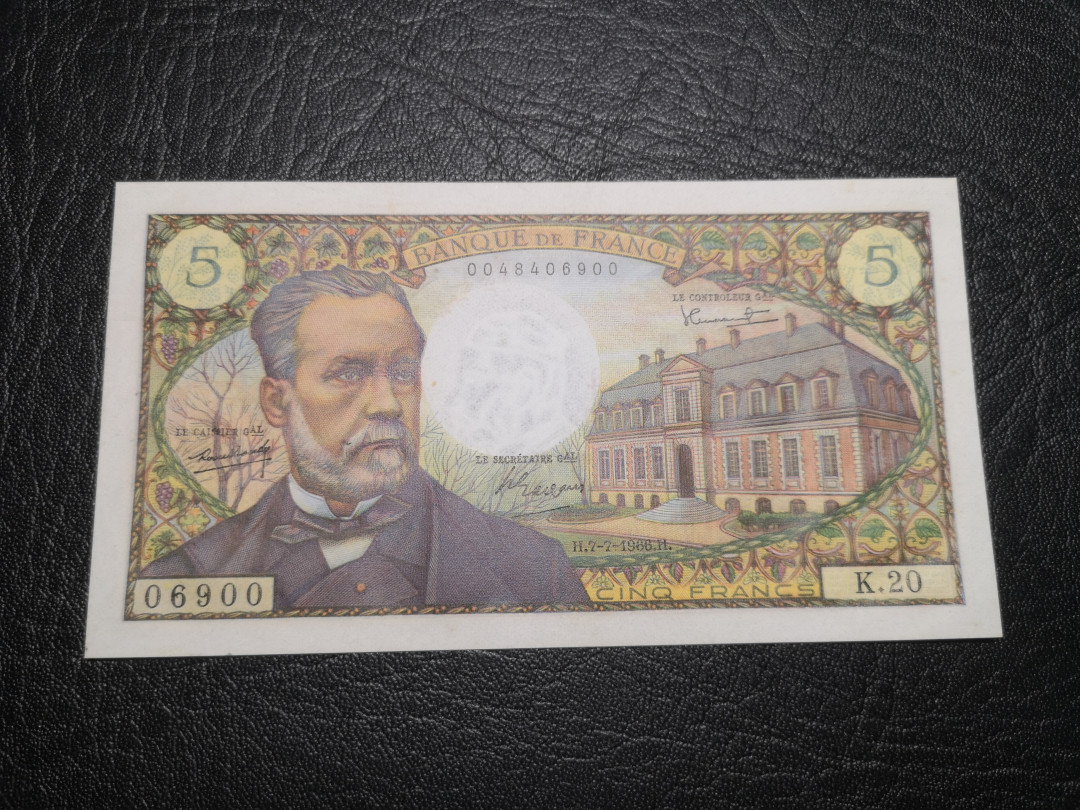 BANQUE DE FRANCE
5
5
0048406900
LE CONTROLEUR GAL
LE CAISSIER GAL
LE SECRÉTAIRE GAL
H.7-7-1966.H.
06900
CINQ FRANCS
K.20